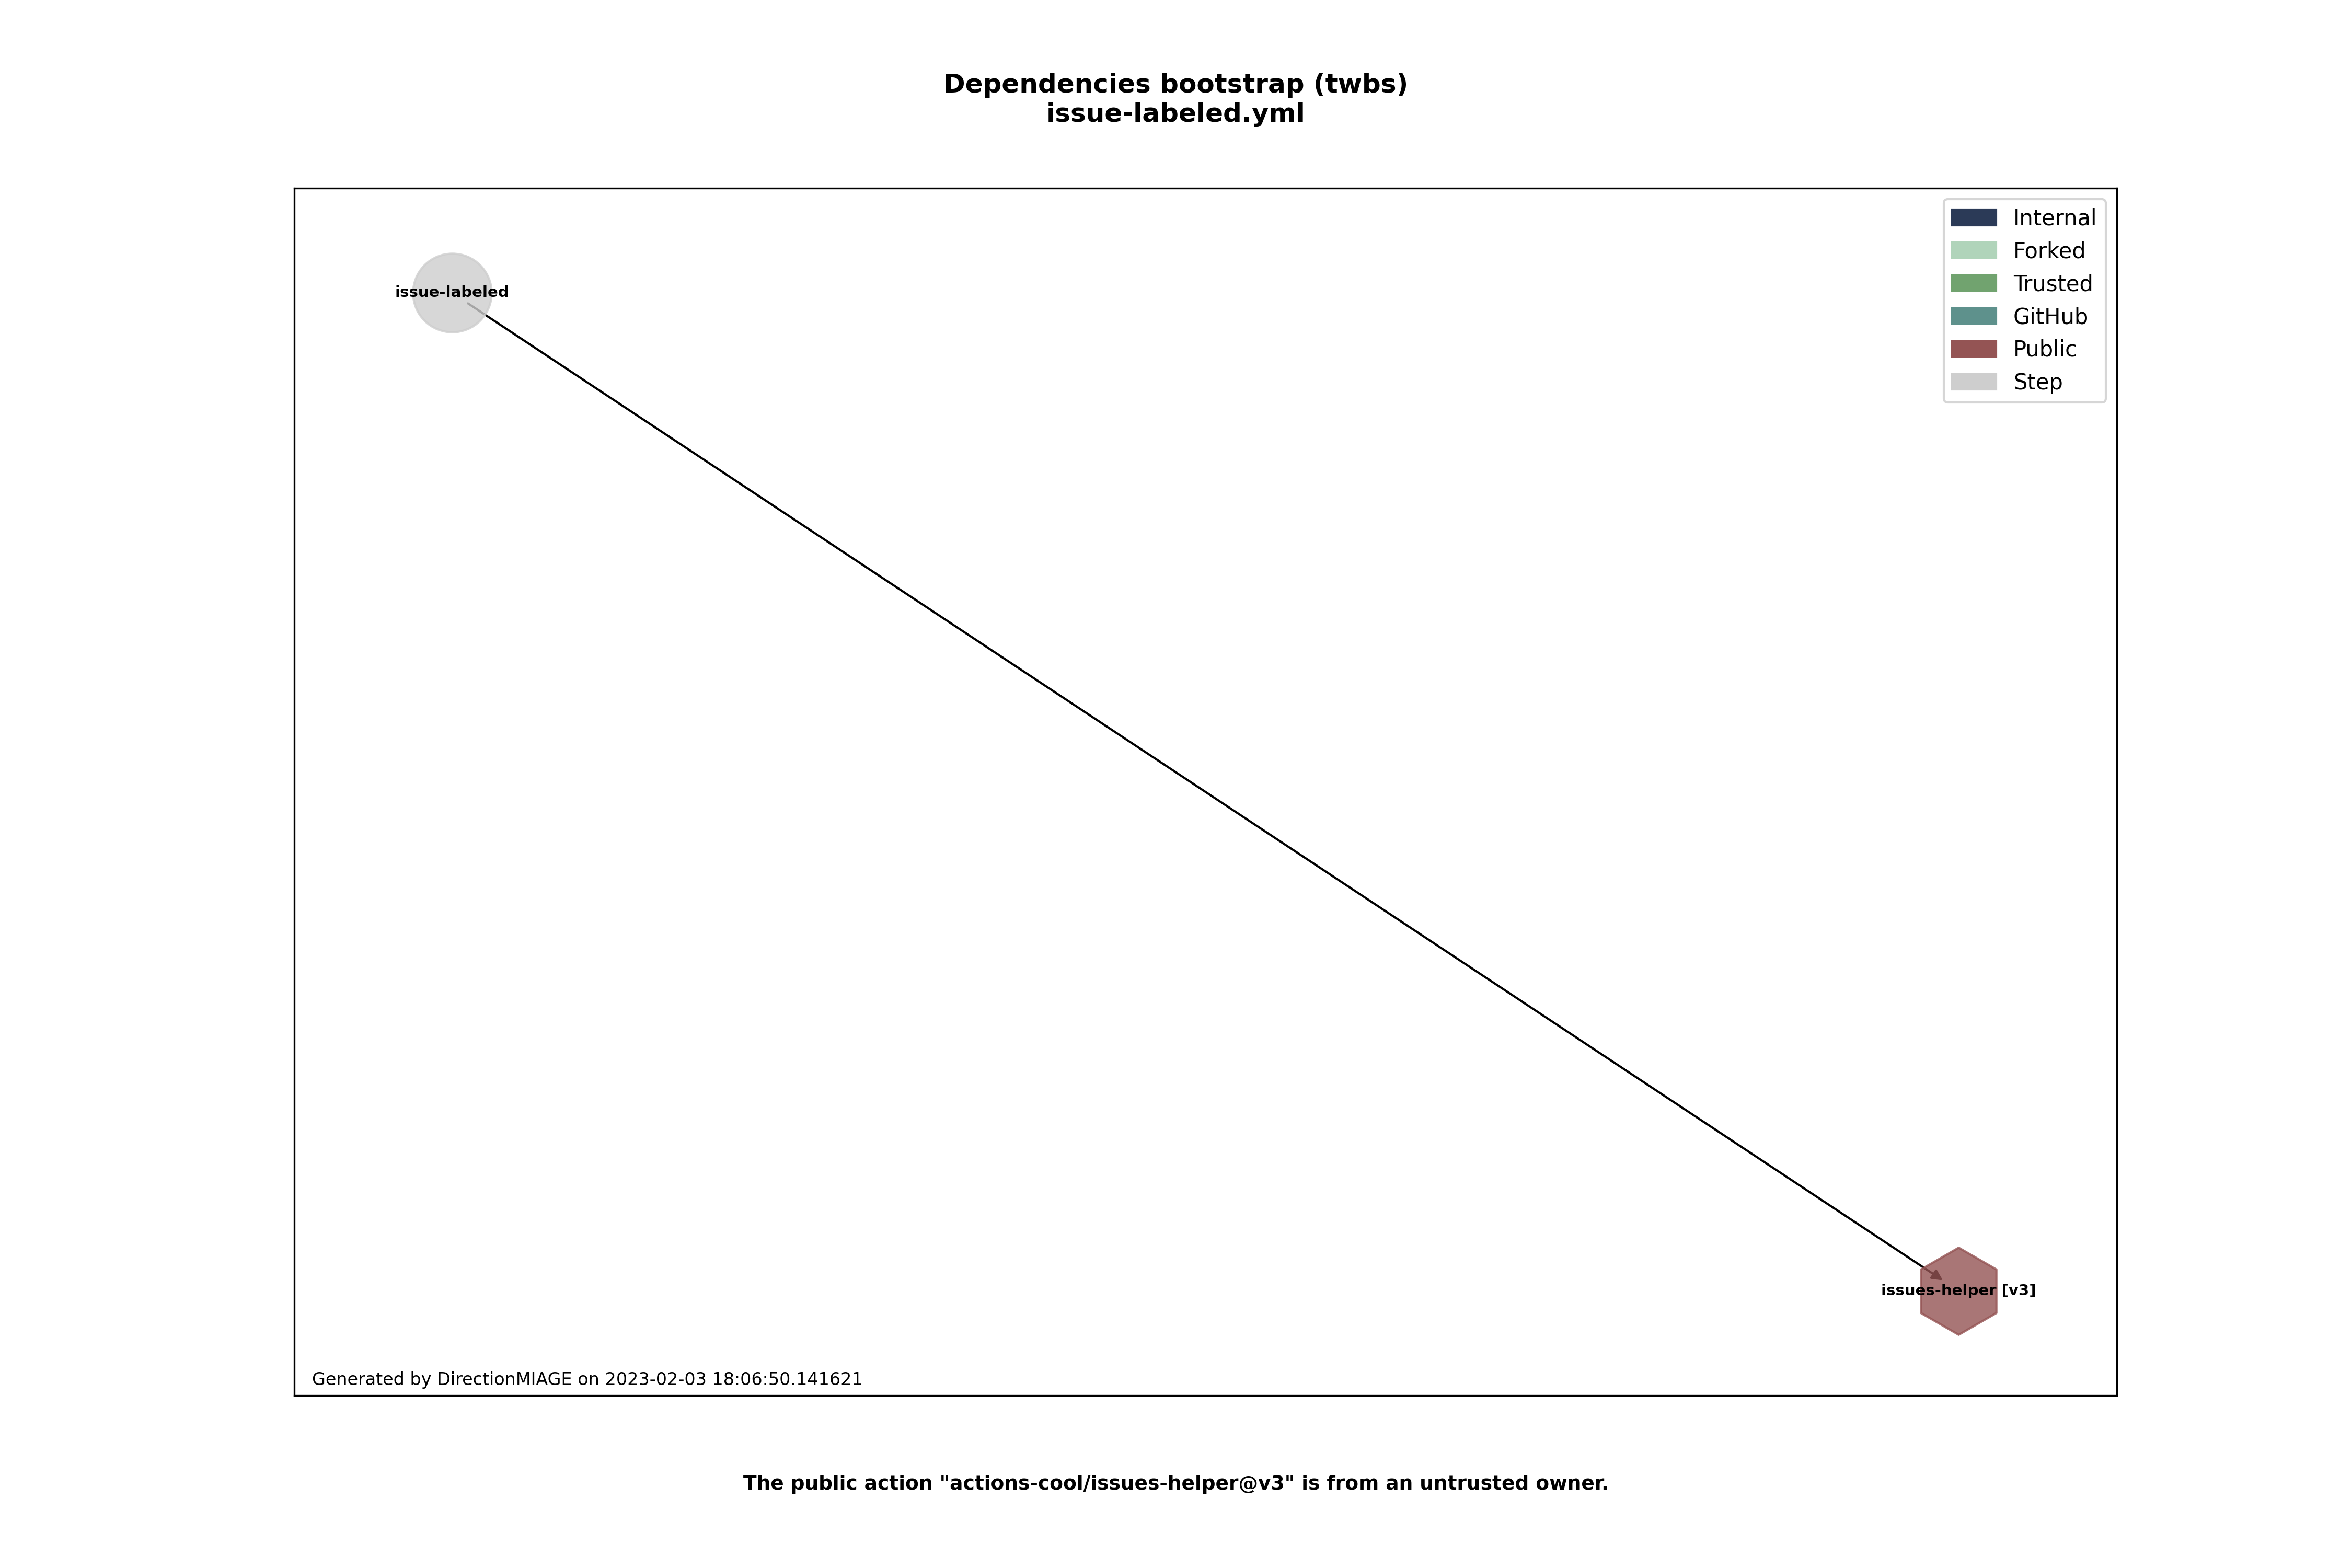 Dependencies bootstrap (twbs)
issue-labeled.yml
Internal
Forked
Trusted
GitHub
Public
Step
issue-labeled
issues-helper [v3]
Generated by DirectionMIAGE on 2023-02-03 18:06:50.141621
The public action "actions-cool/issues-helper@v3" is from an untrusted owner.